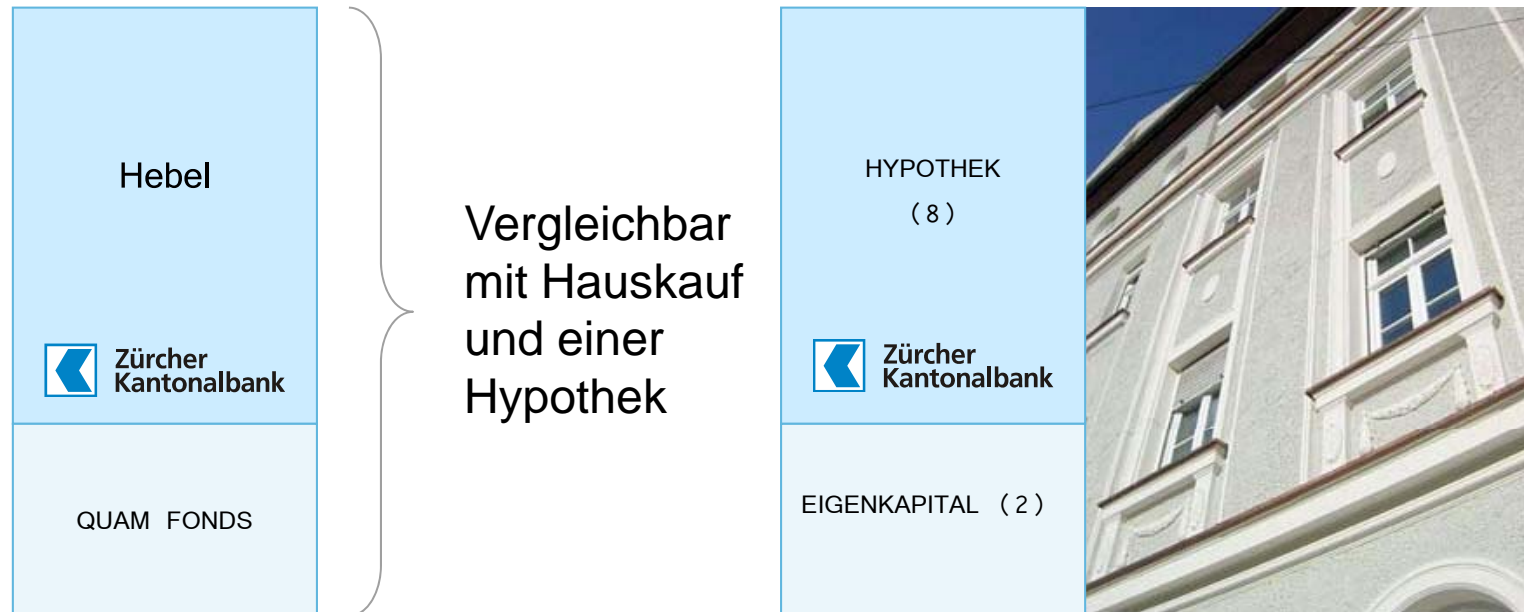 Hebel
Zürcher
Kantonalbank
QUAM FONDS
Vergleichbar
mit Hauskauf
und einer
Hypothek
HYPOTHEK
(8)
Zürcher
Kantonalbank
EIGENKAPITAL (2)